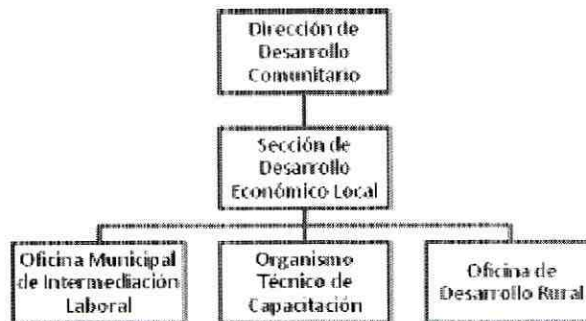 Dirección de
Desarrollo
Comunitario
Sección de
Desarrollo
Económico Local
Oficina Municipal
de Intermediación
Laboral
Organismo
Técnico de
Capacitación
Oficina de
Desarrollo Rural